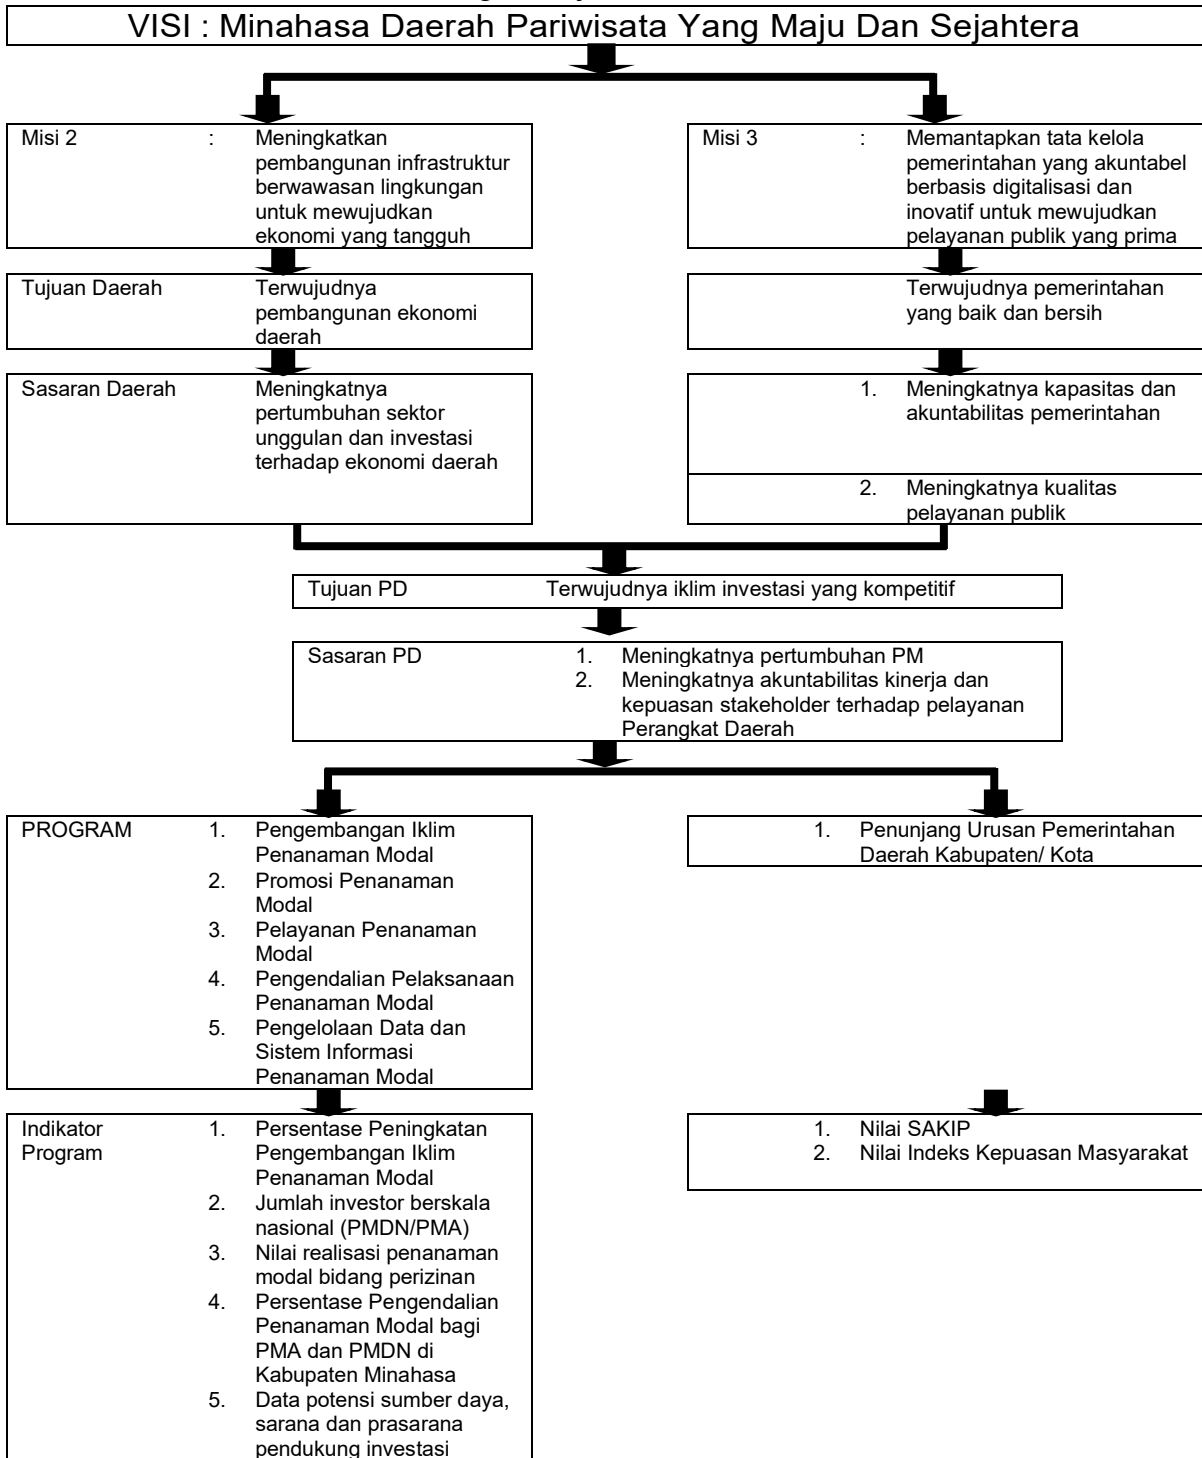 VISI : Minahasa Daerah Pariwisata Yang Maju Dan Sejahtera
Misi 2 : Meningkatkan
pembangunan infrastruktur
berwawasan lingkungan
untuk mewujudkan
ekonomi yang tangguh
Misi 3 : Memantapkan tata kelola
pemerintahan yang akuntabel
berbasis digitalisasi dan
inovatif untuk mewujudkan
pelayanan publik yang prima
Tujuan Daerah Terwujudnya
pembangunan ekonomi
daerah
Terwujudnya pemerintahan
yang baik dan bersih
Sasaran Daerah Meningkatnya
pertumbuhan sektor
unggulan dan investasi
terhadap ekonomi daerah
1. Meningkatnya kapasitas dan
akuntabilitas pemerintahan
2. Meningkatnya kualitas
pelayanan publik
Tujuan PD Terwujudnya iklim investasi yang kompetitif
Sasaran PD 1. Meningkatnya pertumbuhan PM
2. Meningkatnya akuntabilitas kinerja dan
kepuasan stakeholder terhadap pelayanan
Perangkat Daerah
PROGRAM 1. Pengembangan Iklim
Penanaman Modal
2. Promosi Penanaman
Modal
3. Pelayanan Penanaman
Modal
4. Pengendalian Pelaksanaan
Penanaman Modal
5. Pengelolaan Data dan
Sistem Informasi
Penanaman Modal
1. Penunjang Urusan Pemerintahan
Daerah Kabupaten/ Kota
Indikator 1. Persentase Peningkatan
Program Pengembangan Iklim
Penanaman Modal
2. Jumlah investor berskala
nasional (PMDN/PMA)
3. Nilai realisasi penanaman
modal bidang perizinan
4. Persentase Pengendalian
Penanaman Modal bagi
PMA dan PMDN di
Kabupaten Minahasa
5. Data potensi sumber daya,
sarana dan prasarana
pendukung investasi
1. Nilai SAKIP
2. Nilai Indeks Kepuasan Masyarakat